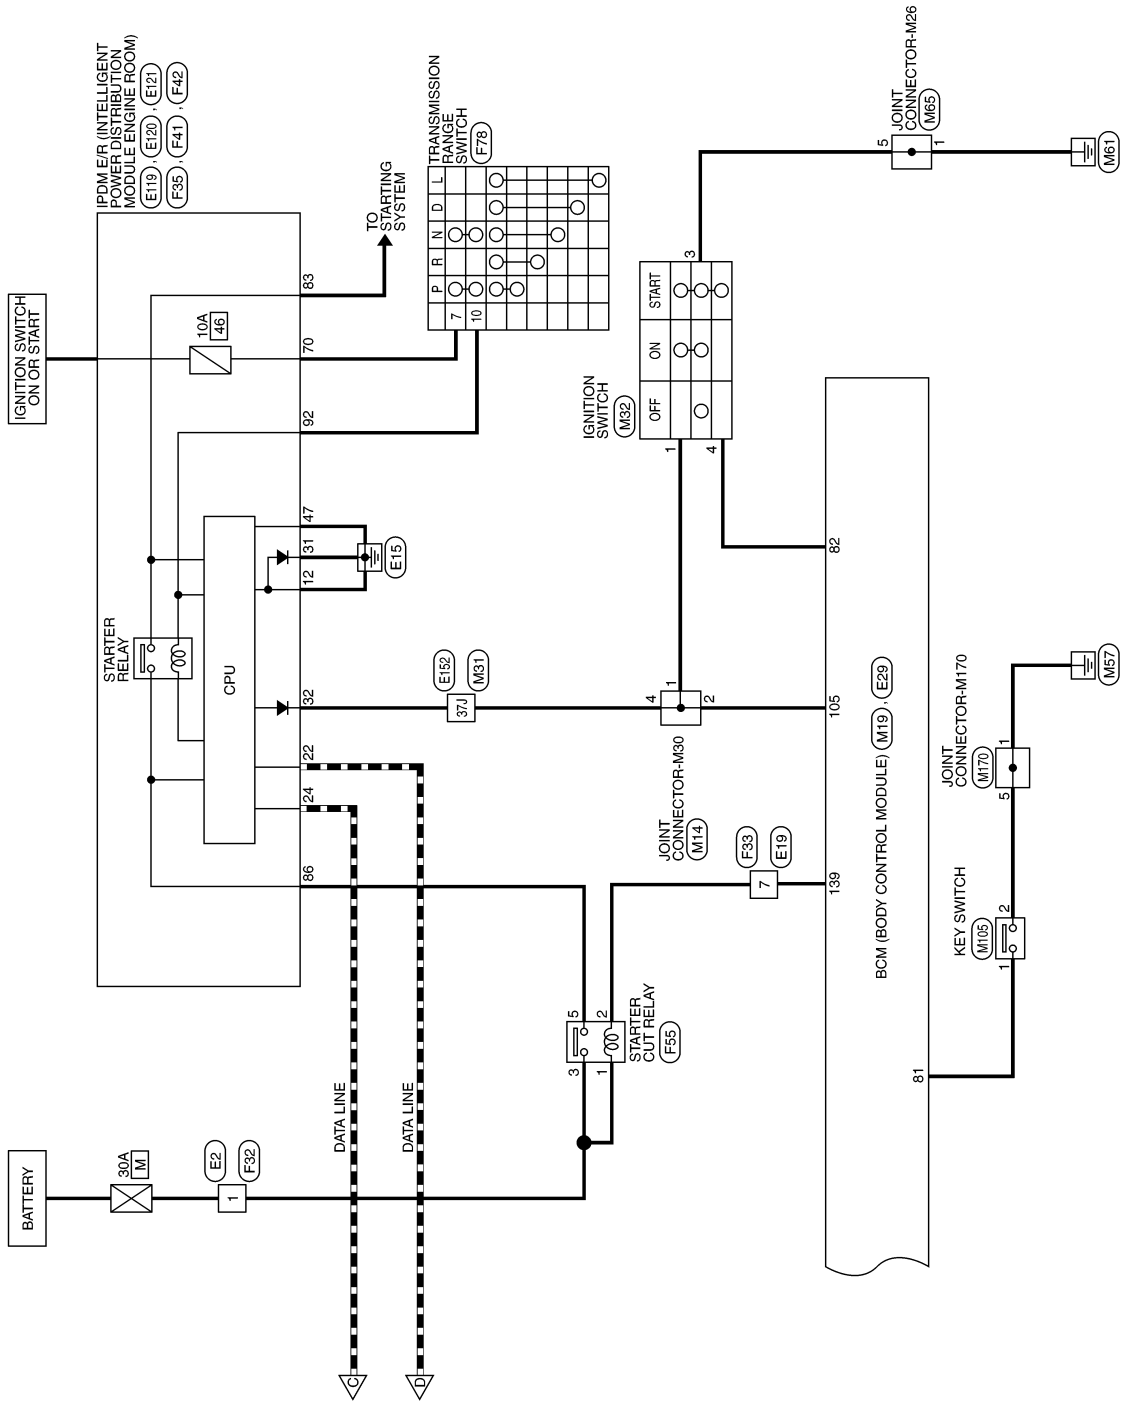 BATTERY
30A
M
E2
F32
1
IGNITION SWITCH
ON OR START
IPDM E/R (INTELLIGENT
POWER DISTRIBUTION
MODULE ENGINE ROOM)
E119 , E120 , E121
F35 , F41 , F42
STARTER
RELAY
CPU
10A
46
86
24
22
32
12
31
47
92
70
83
TO
STARTING
SYSTEM
E15
TRANSMISSION
RANGE
SWITCH
F78
P
R
N
D
L
7
10
DATA LINE
DATA LINE
C
D
E152
37J
M31
3
5
1
2
STARTER
CUT RELAY
F55
IGNITION
SWITCH
M32
OFF
ON
START
1
4
3
JOINT
CONNECTOR-M30
M14
4
1
2
F33
7
E19
JOINT
CONNECTOR-M26
M65
5
1
M61
139
105
82
BCM (BODY CONTROL MODULE) M19 , E29
81
KEY SWITCH
M105
1
2
JOINT
CONNECTOR-M170
M170
5
1
M57